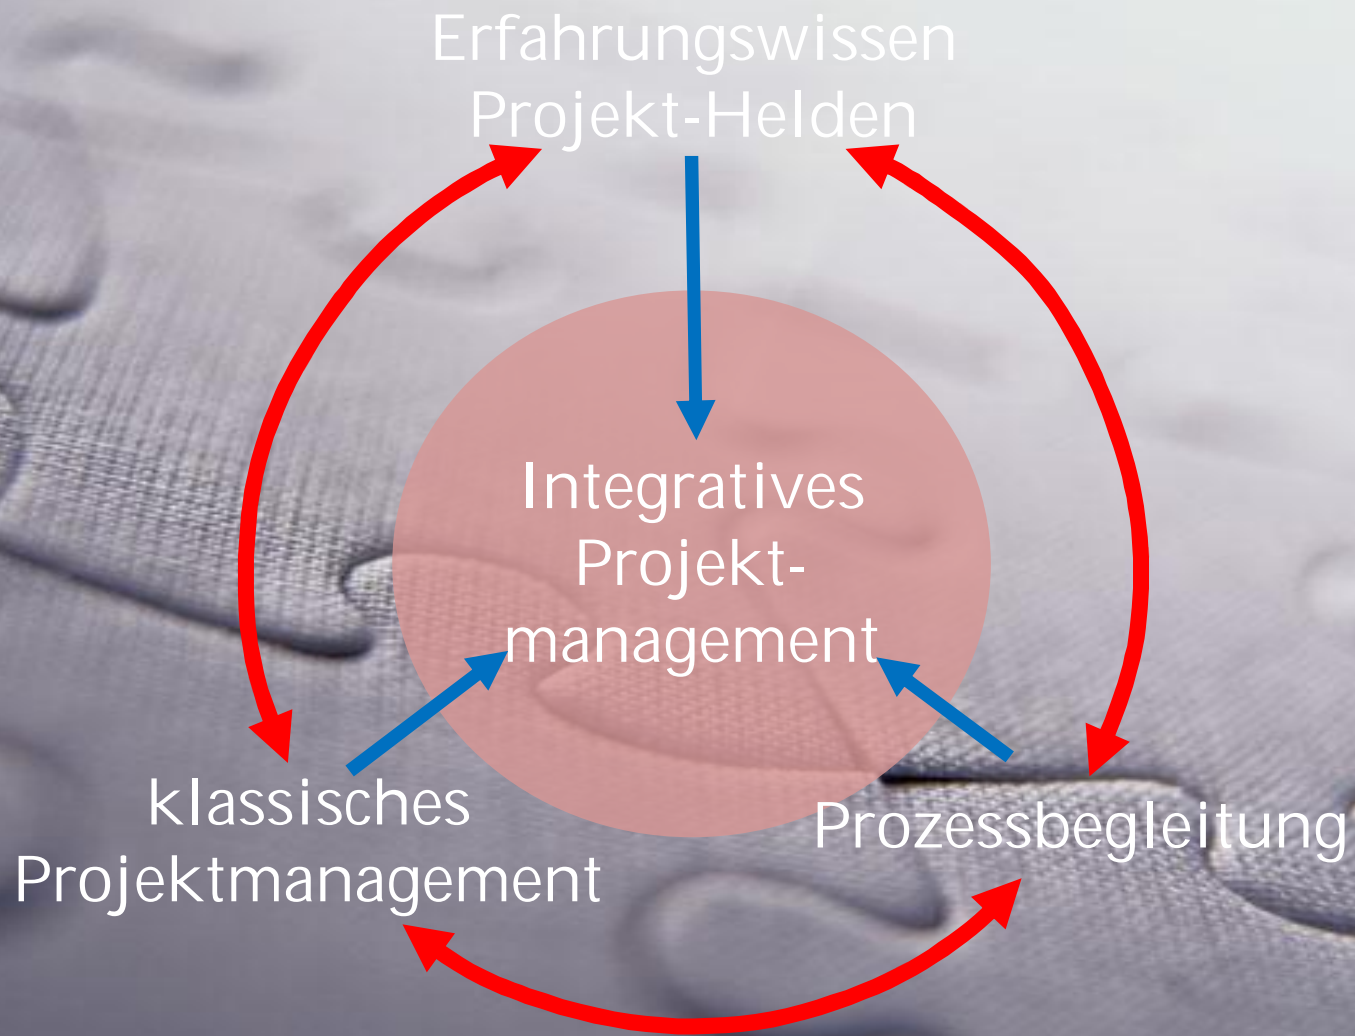 Erfahrungswissen
Projekt-Helden
Integratives
Projekt-
management
klassisches
Projektmanagement
Prozessbegleitung